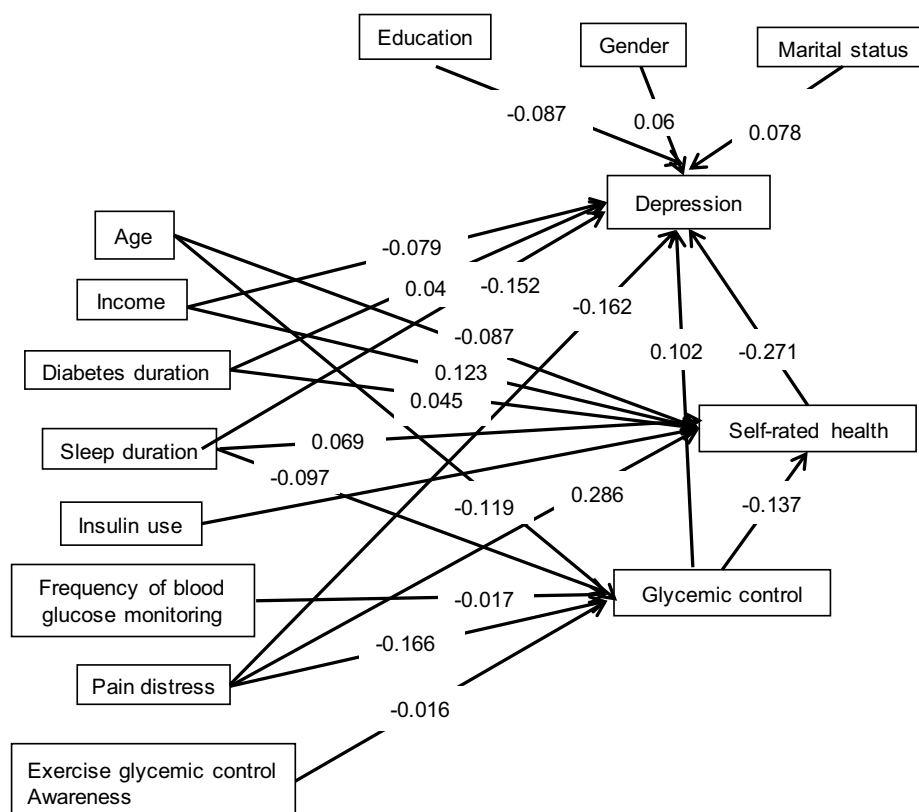 Education
Gender
Marital status
-0.087
0.06
0.078
Depression
Age
-0.079
Income
0.04
-0.152
-0.162
-0.087
0.102
-0.271
Diabetes duration
0.123
0.045
Sleep duration
0.069
Self-rated health
-0.097
-0.119
0.286
-0.137
Insulin use
Frequency of blood
glucose monitoring
-0.017
Glycemic control
-0.166
Pain distress
-0.016
Exercise glycemic control
Awareness